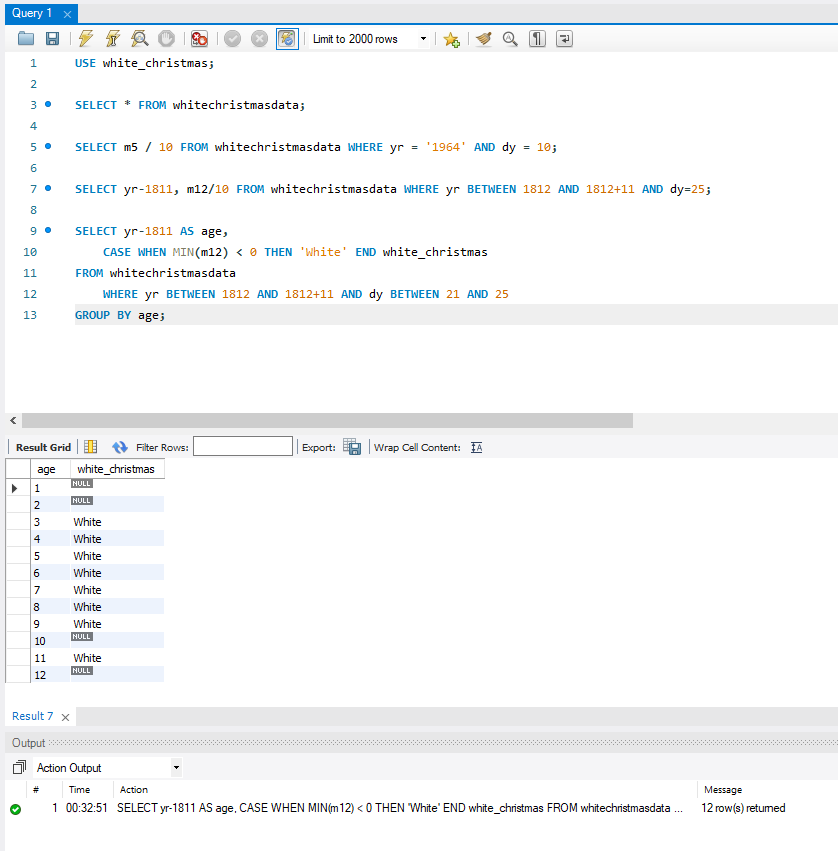 Query 1
Limit to 2000 rows
1 USE white_christmas;
2
3 SELECT * FROM whitechristmasdata;
4
5 SELECT m5 / 10 FROM whitechristmasdata WHERE yr = '1964' AND dy = 10;
6
7 SELECT yr-1811, m12/10 FROM whitechristmasdata WHERE yr BETWEEN 1812 AND 1812+11 AND dy=25;
8
9 SELECT yr-1811 AS age,
10 CASE WHEN MIN(m12) < 0 THEN 'White' END white_christmas
11 FROM whitechristmasdata
12 WHERE yr BETWEEN 1812 AND 1812+11 AND dy BETWEEN 21 AND 25
13 GROUP BY age;
Result Grid Filter Rows: Export: Wrap Cell Content: IA
age white_christmas
1 NULL
2 NULL
3 White
4 White
5 White
6 White
7 White
8 White
9 White
10 NULL
11 White
12 NULL
Result 7
Output
Action Output
# Time Action Message
1 00:32:51 SELECT yr-1811 AS age, CASE WHEN MIN(m12) < 0 THEN 'White' END white_christmas FROM whitechristmasdata ... 12 row(s) returned